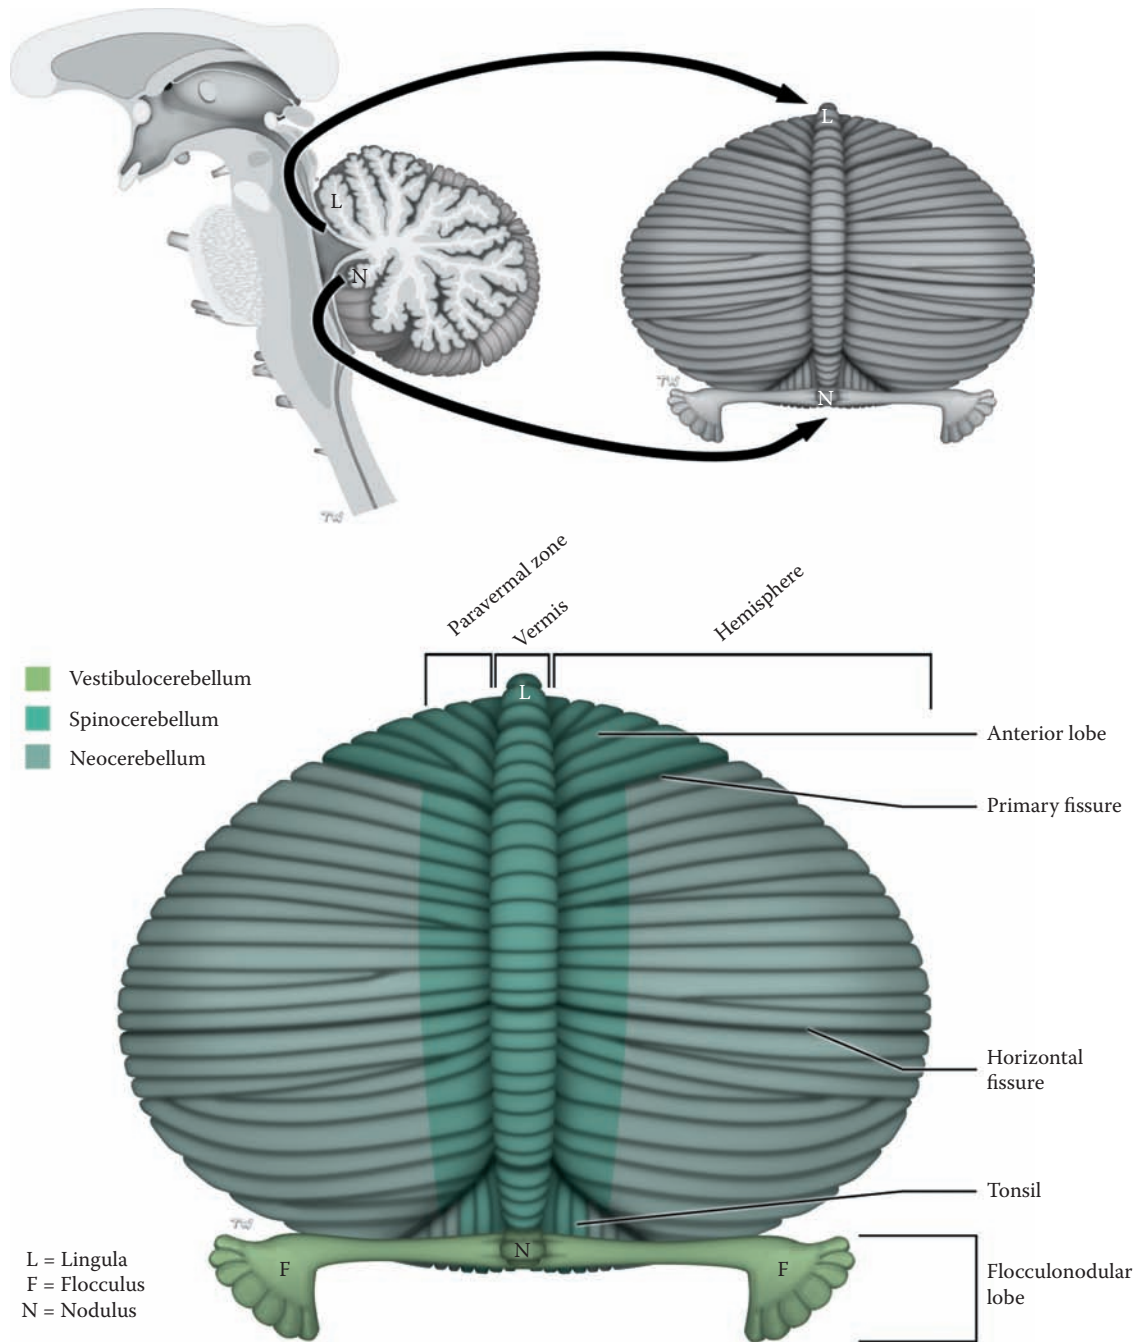 L
L
N
N
TW
TW
Paravermal zone
Vermis
Hemisphere
Vestibulocerebellum
Spinocerebellum
Neocerebellum
L
Anterior lobe
Primary fissure
Horizontal
fissure
Tonsil
TW
N
F
F
L = Lingula
F = Flocculus
N = Nodulus
Flocculonodular
lobe